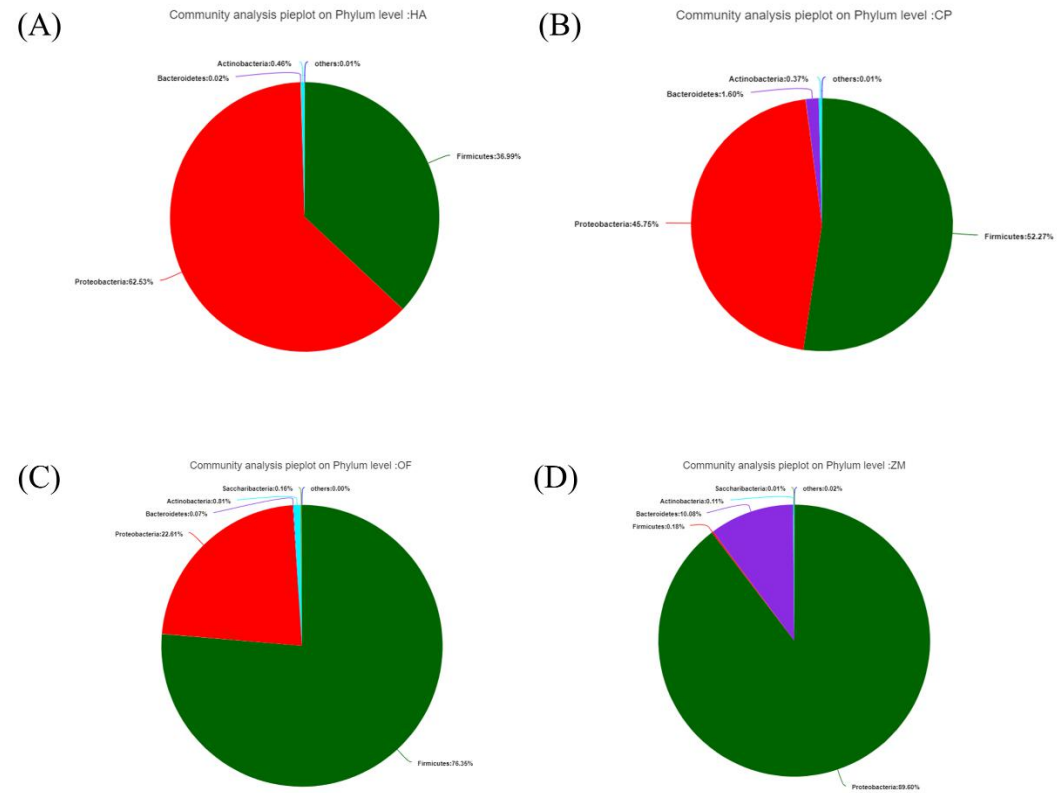 (A)
Community analysis pieplot on Phylum level :HA
Actinobacteria:0.46%
others:0.01%
Bacteroidetes:0.02%
Firmicutes:36.99%
Proteobacteria:62.53%
(B)
Community analysis pieplot on Phylum level :CP
Actinobacteria:0.37%
others:0.01%
Bacteroidetes:1.60%
Proteobacteria:45.75%
Firmicutes:52.27%
(C)
Community analysis pieplot on Phylum level :OF
Saccharibacteria:0.16%
others:0.00%
Actinobacteria:0.81%
Bacteroidetes:0.07%
Proteobacteria:22.61%
Firmicutes:76.35%
(D)
Community analysis pieplot on Phylum level :ZM
Saccharibacteria:0.01%
others:0.02%
Actinobacteria:0.11%
Bacteroidetes:10.08%
Firmicutes:0.18%
Proteobacteria:89.60%